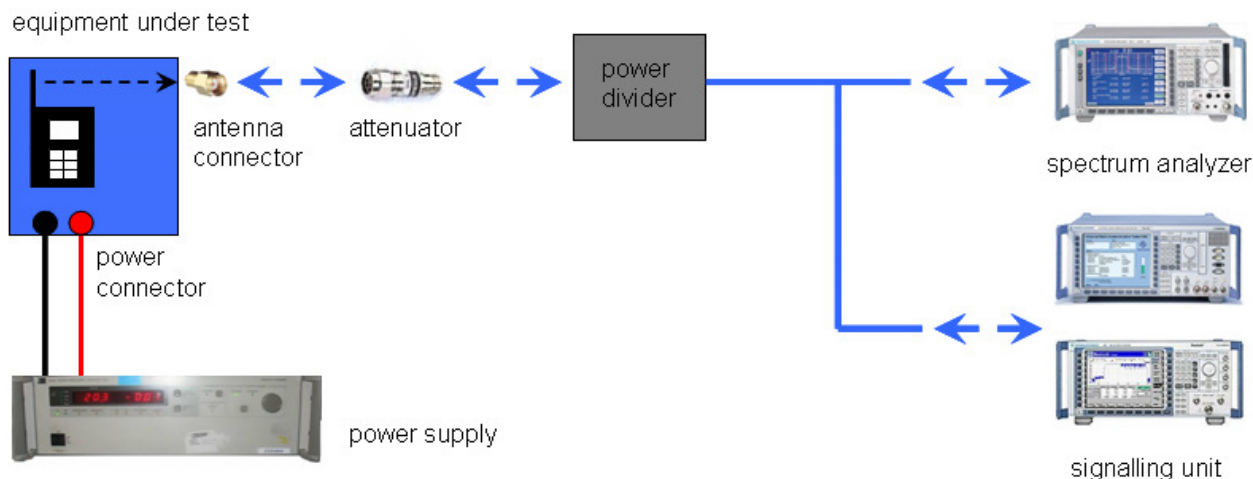 equipment under test
power
divider
antenna
connector
attenuator
spectrum analyzer
power
connector
power supply
signalling unit